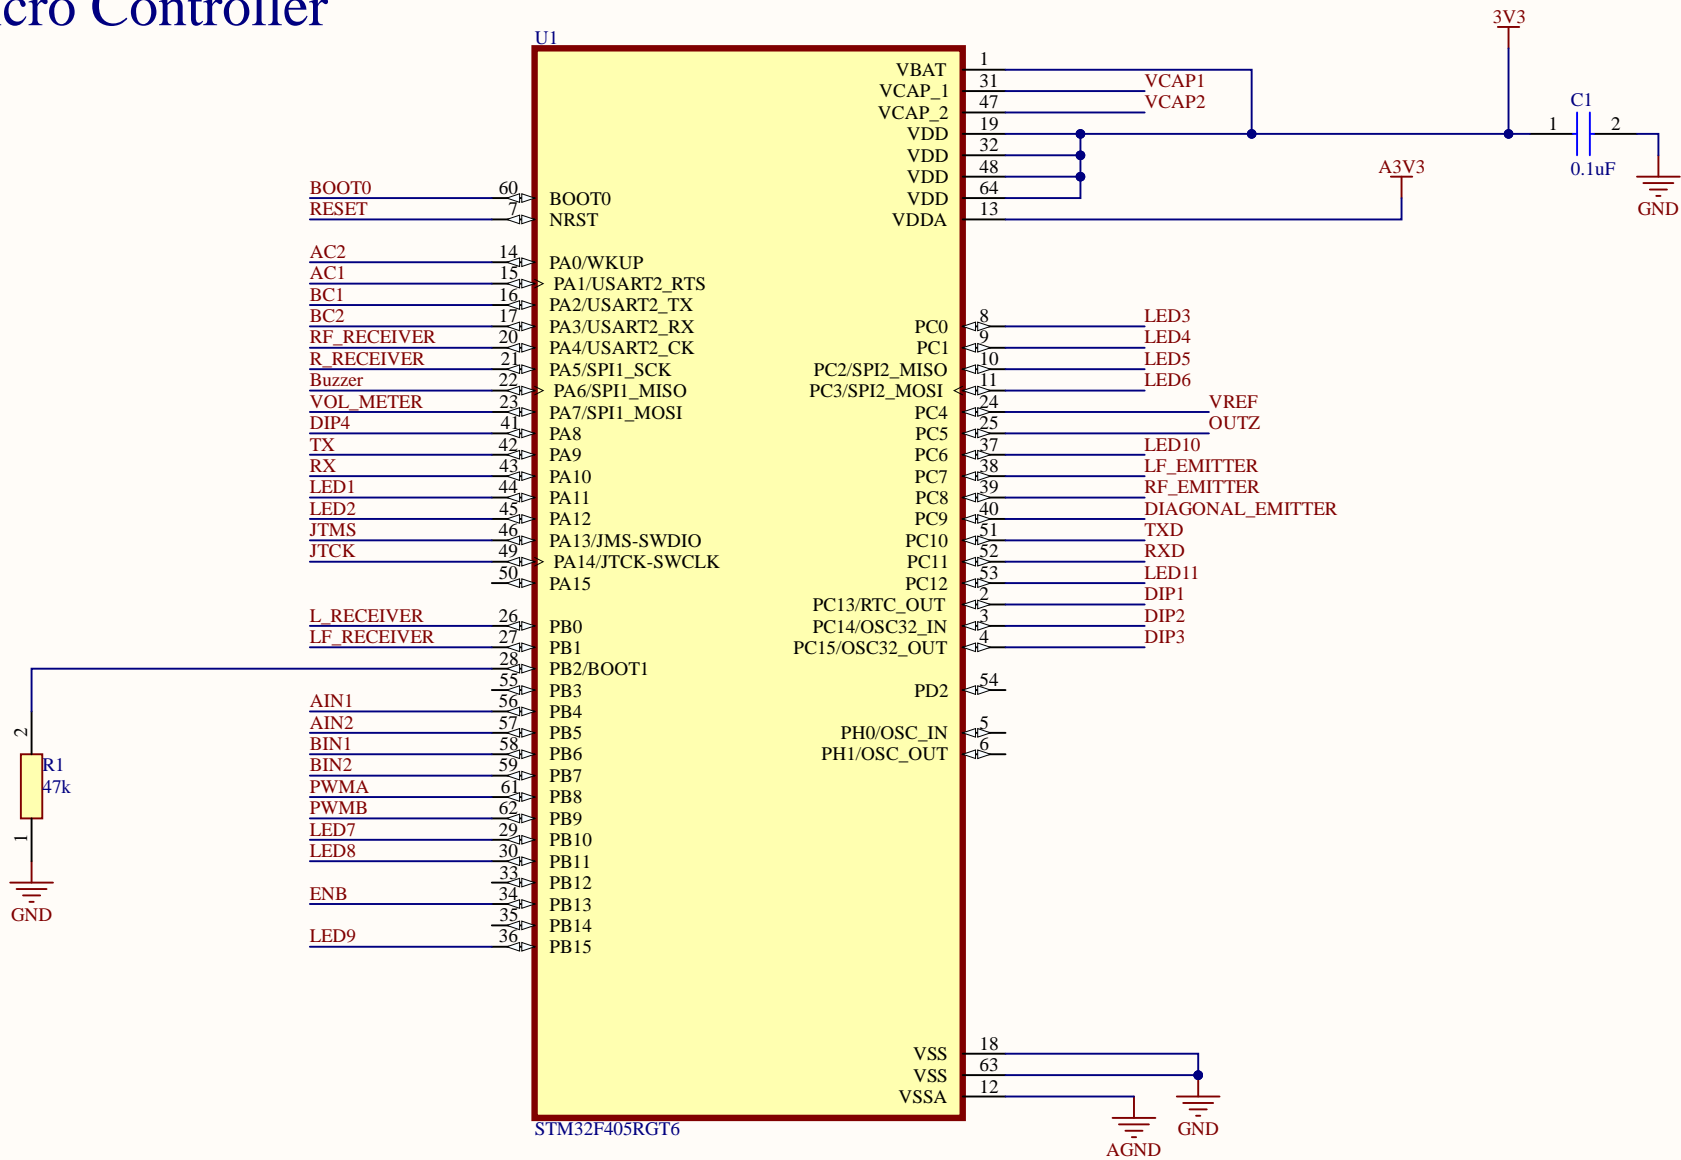 cro Controller
U1
BOOT0 60 BOOT0
RESET 7 NRST
AC2 14 PA0/WKUP
AC1 15 PA1/USART2_RTS
BC1 16 PA2/USART2_TX
BC2 17 PA3/USART2_RX
RF_RECEIVER 20 PA4/USART2_CK
R_RECEIVER 21 PA5/SPI1_SCK
Buzzer 22 PA6/SPI1_MISO
VOL_METER 23 PA7/SPI1_MOSI
DIP4 41 PA8
TX 42 PA9
RX 43 PA10
LED1 44 PA11
LED2 45 PA12
JTMS 46 PA13/JMS-SWDIO
JTCK 49 PA14/JTCK-SWCLK
50 PA15
L_RECEIVER 26 PB0
LF_RECEIVER 27 PB1
28 PB2/BOOT1
55 PB3
AIN1 56 PB4
AIN2 57 PB5
BIN1 58 PB6
BIN2 59 PB7
PWMA 61 PB8
PWMB 62 PB9
LED7 29 PB10
LED8 30 PB11
33 PB12
ENB 34 PB13
35 PB14
LED9 36 PB15
2
R1
47k
1
GND
VBAT 1
VCAP_1 31 VCAP1
VCAP_2 47 VCAP2
VDD 19
VDD 32
VDD 48
VDD 64
VDDA 13
3V3
A3V3
C1
1 2
0.1uF
GND
PC0 8 LED3
PC1 9 LED4
PC2/SPI2_MISO 10 LED5
PC3/SPI2_MOSI 11 LED6
PC4 24 VREF
PC5 25 OUTZ
PC6 37 LED10
PC7 38 LF_EMITTER
PC8 39 RF_EMITTER
PC9 40 DIAGONAL_EMITTER
PC10 51 TXD
PC11 52 RXD
PC12 53 LED11
PC13/RTC_OUT 2 DIP1
PC14/OSC32_IN 3 DIP2
PC15/OSC32_OUT 4 DIP3
PD2 54
PH0/OSC_IN 5
PH1/OSC_OUT 6
VSS 18
VSS 63
VSSA 12
GND
AGND
STM32F405RGT6